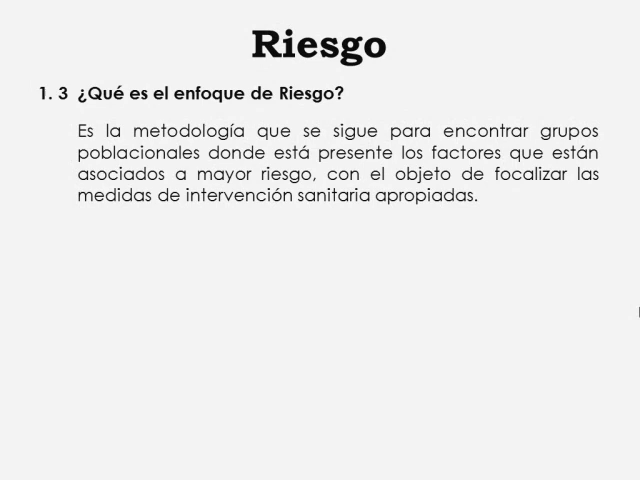 Riesgo
1. 3 ¿Qué es el enfoque de Riesgo?
Es la metodología que se sigue para encontrar grupos
poblacionales donde está presente los factores que están
asociados a mayor riesgo, con el objeto de focalizar las
medidas de intervención sanitaria apropiadas.